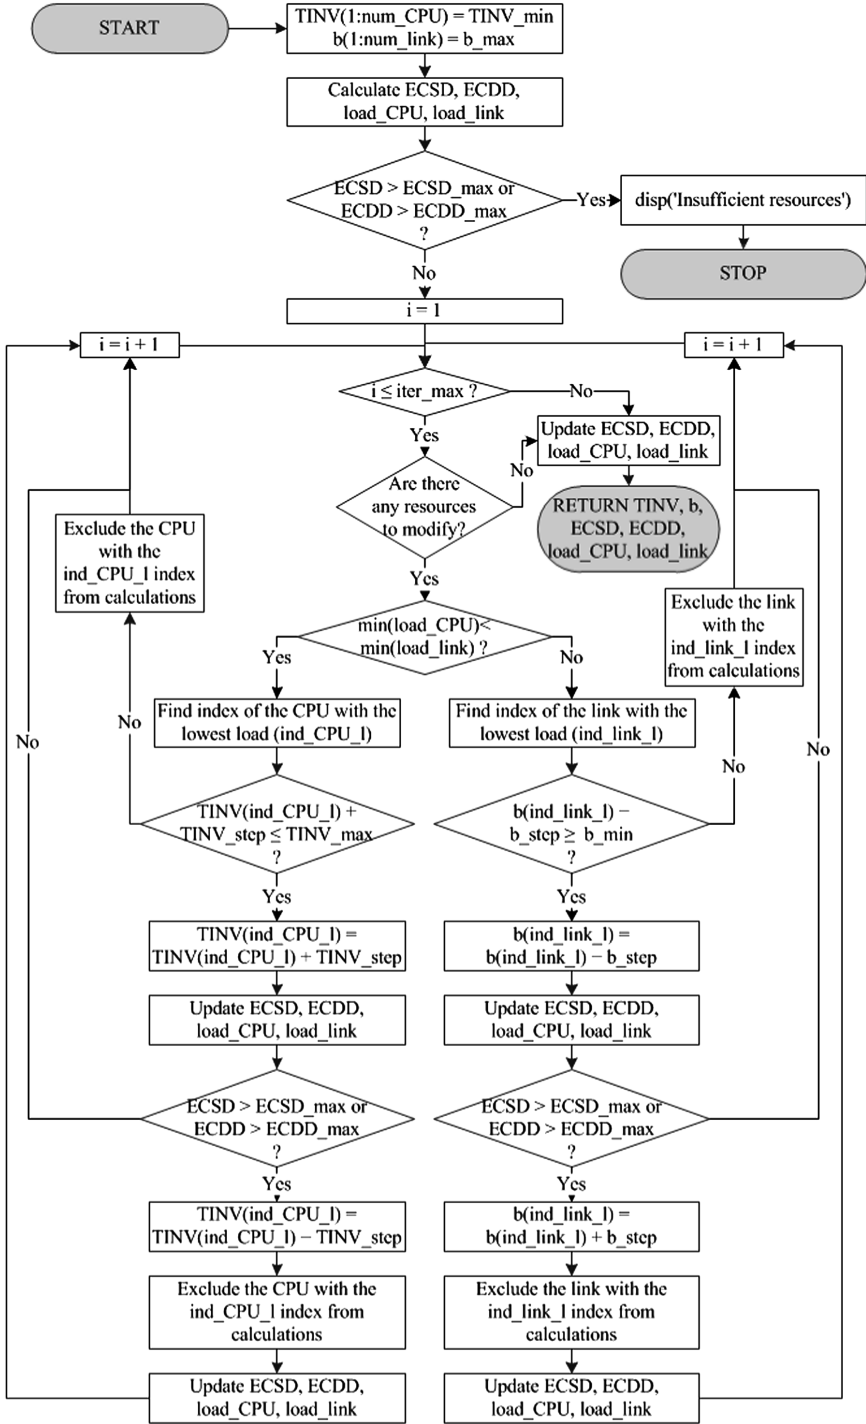 START
TINV(1:num_CPU) = TINV_min
b(1:num_link) = b_max
Calculate ECSD, ECDD,
load_CPU, load_link
ECSD > ECSD_max or
ECDD > ECDD_max
?
Yes
disp('Insufficient resources')
STOP
No
i = 1
i = i + 1
i = i + 1
i ≤ iter_max ?
No
Yes
Update ECSD, ECDD,
load_CPU, load_link
No
Are there
any resources
to modify?
RETURN TINV, b,
ECSD, ECDD,
load_CPU, load_link
Yes
Exclude the CPU
with the
ind_CPU_l index
from calculations
Exclude the link
with the
ind_link_l index
from calculations
min(load_CPU)<
min(load_link) ?
Yes
No
Find index of the CPU with the
lowest load (ind_CPU_l)
Find index of the link with the
lowest load (ind_link_l)
No
No
No
No
TINV(ind_CPU_l) +
TINV_step ≤ TINV_max
?
b(ind_link_l) −
b_step ≥ b_min
?
Yes
Yes
TINV(ind_CPU_l) =
TINV(ind_CPU_l) + TINV_step
b(ind_link_l) =
b(ind_link_l) − b_step
Update ECSD, ECDD,
load_CPU, load_link
Update ECSD, ECDD,
load_CPU, load_link
ECSD > ECSD_max or
ECDD > ECDD_max
?
ECSD > ECSD_max or
ECDD > ECDD_max
?
Yes
Yes
TINV(ind_CPU_l) =
TINV(ind_CPU_l) − TINV_step
b(ind_link_l) =
b(ind_link_l) + b_step
Exclude the CPU with the
ind_CPU_l index from
calculations
Exclude the link with the
ind_link_l index from
calculations
Update ECSD, ECDD,
load_CPU, load_link
Update ECSD, ECDD,
load_CPU, load_link